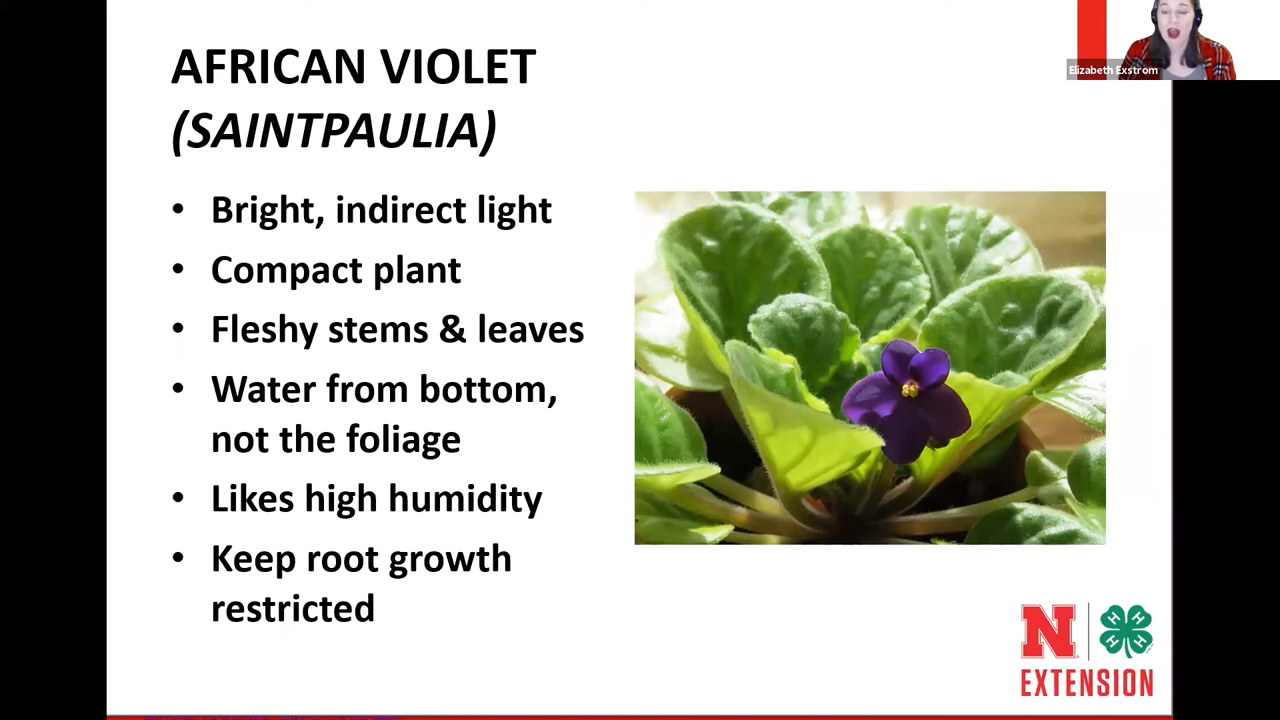 Elizabeth Exstrom
AFRICAN VIOLET
(SAINTPAULIA)
• Bright, indirect light
• Compact plant
• Fleshy stems & leaves
• Water from bottom,
not the foliage
• Likes high humidity
• Keep root growth
restricted
N
H H
H H
EXTENSION